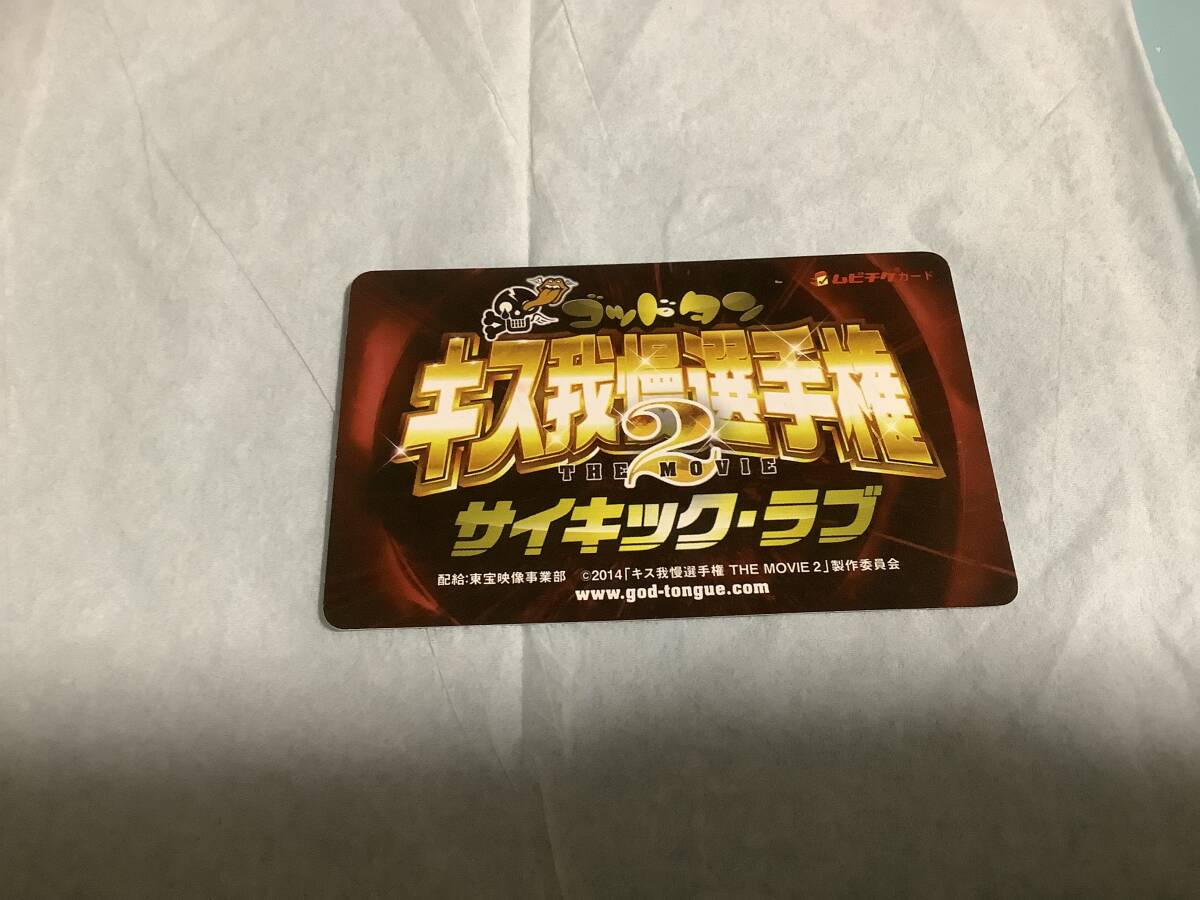 ムビチケカード
ゴッドタン
キス我慢選手権
2
THE MOVIE
サイキック・ラブ
配給:東宝映像事業部 ©2014「キス我慢選手権 THE MOVIE 2」製作委員会
www.god-tongue.com